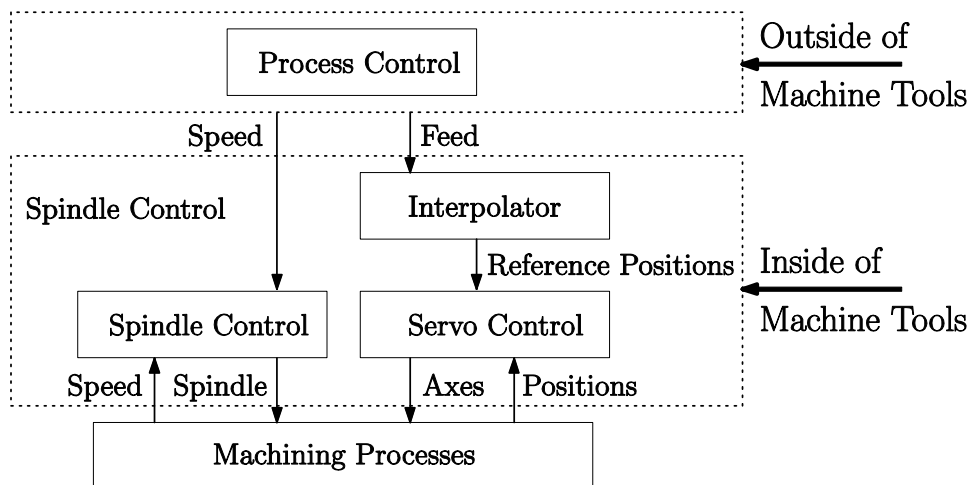 Process Control
Outside of
Machine Tools
Speed
Feed
Spindle Control
Interpolator
Reference Positions
Inside of
Machine Tools
Spindle Control
Servo Control
Speed
Spindle
Axes
Positions
Machining Processes